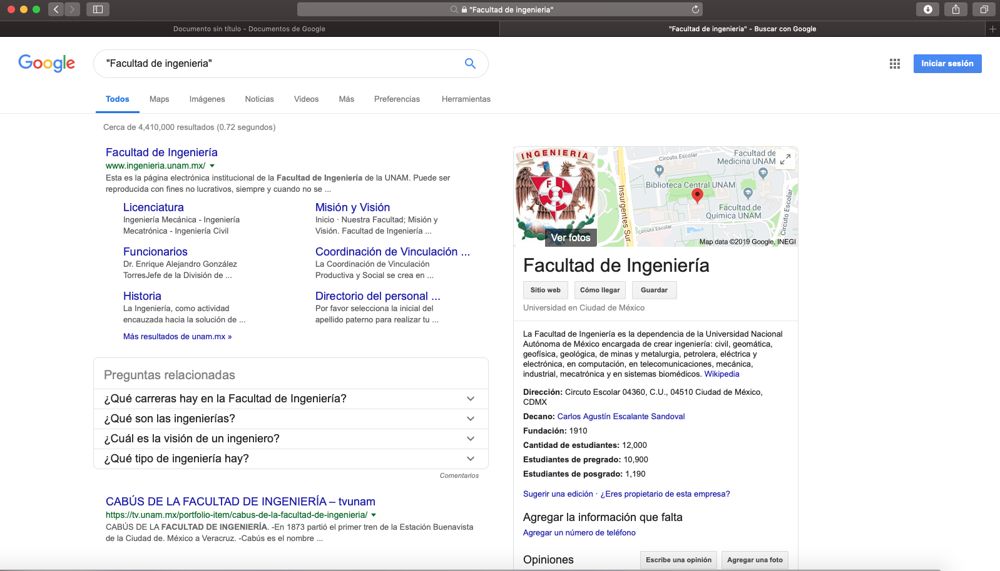 "Facultad de ingenieria"
Documento sin título - Documentos de Google
"Facultad de ingenieria" - Buscar con Google
Google
"Facultad de ingenieria"
Iniciar sesión
Todos Maps Imágenes Noticias Videos Más Preferencias Herramientas
Cerca de 4,410,000 resultados (0.72 segundos)
Facultad de Ingeniería
www.ingenieria.unam.mx/
Esta es la página electrónica institucional de la Facultad de Ingeniería de la UNAM. Puede ser
reproducida con fines no lucrativos, siempre y cuando no se ...
Licenciatura
Ingeniería Mecánica - Ingeniería
Mecatrónica - Ingeniería Civil
Misión y Visión
Inicio · Nuestra Facultad; Misión y
Visión. Facultad de Ingeniería ...
Funcionarios
Dr. Enrique Alejandro González
TorresJefe de la División de ...
Coordinación de Vinculación ...
La Coordinación de Vinculación
Productiva y Social se crea en ...
Historia
La Ingeniería, como actividad
encauzada hacia la solución de ...
Directorio del personal ...
Por favor selecciona la inicial del
apellido paterno para realizar tu ...
Más resultados de unam.mx »
Preguntas relacionadas
¿Qué carreras hay en la Facultad de Ingeniería?
¿Qué son las ingenierías?
¿Cuál es la visión de un ingeniero?
¿Qué tipo de ingeniería hay?
Comentarios
CABÚS DE LA FACULTAD DE INGENIERÍA – tvunam
https://tv.unam.mx/portfolio-item/cabus-de-la-facultad-de-ingenieria/
CABÚS DE LA FACULTAD DE INGENIERÍA. -En 1873 partió el primer tren de la Estación Buenavista
de la Ciudad de. México a Veracruz. -Cabús es el nombre ...
INGENIERIA
F I
Ver fotos
Circuito Escolar
Facultad de
Medicina UNAM
Biblioteca Central UNAM
Insurgentes Sur
Facultad de
Química UNAM
Circuito Escolar
Circuito Escolar
Map data ©2019 Google, INEGI
Facultad de Ingeniería
Sitio web Cómo llegar Guardar
Universidad en Ciudad de México
La Facultad de Ingeniería es la dependencia de la Universidad Nacional
Autónoma de México encargada de crear ingeniería: civil, geomática,
geofísica, geológica, de minas y metalurgia, petrolera, eléctrica y
electrónica, en computación, en telecomunicaciones, mecánica,
industrial, mecatrónica y en sistemas biomédicos. Wikipedia
Dirección: Circuto Escolar 04360, C.U., 04510 Ciudad de México,
CDMX
Decano: Carlos Agustín Escalante Sandoval
Fundación: 1910
Cantidad de estudiantes: 12,000
Estudiantes de pregrado: 10,900
Estudiantes de posgrado: 1,190
Sugerir una edición · ¿Eres propietario de esta empresa?
Agregar la información que falta
Agregar un número de teléfono
Opiniones
Escribe una opinión Agregar una foto